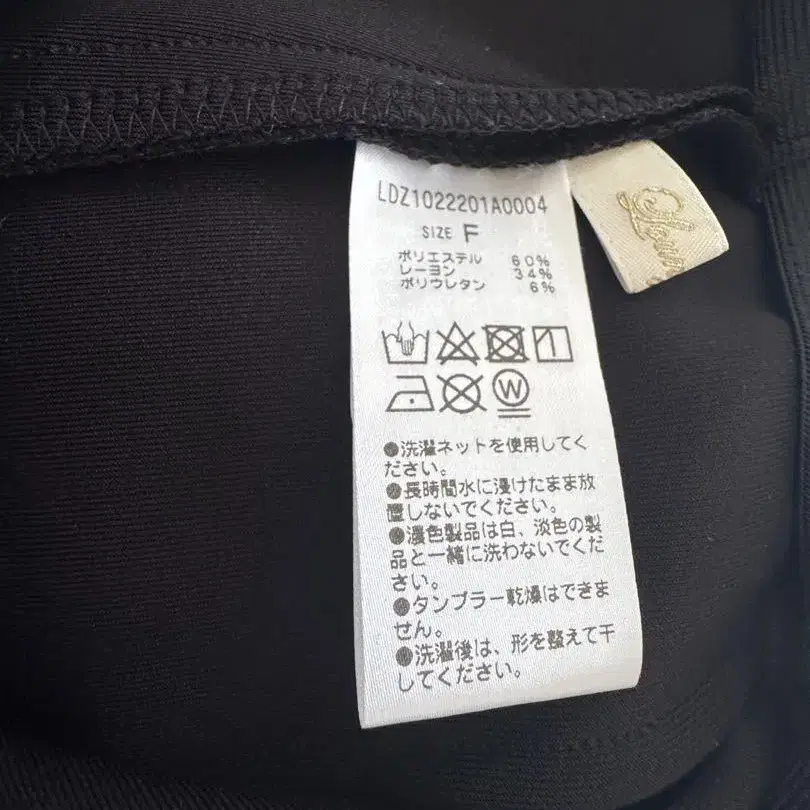 LDZ1022201A0004
SIZE F
ポリエステル 60%
レーヨン 34%
ポリウレタン 6%
W
●洗濯ネットを使用してく
ださい。
●長時間水に浸けたまま放
置しないでください。
●濃色製品は白、淡色の製
品と一緒に洗わないでくだ
さい。
●タンブラー乾燥はできま
せん。
●洗濯後は、形を整えて干
してください。